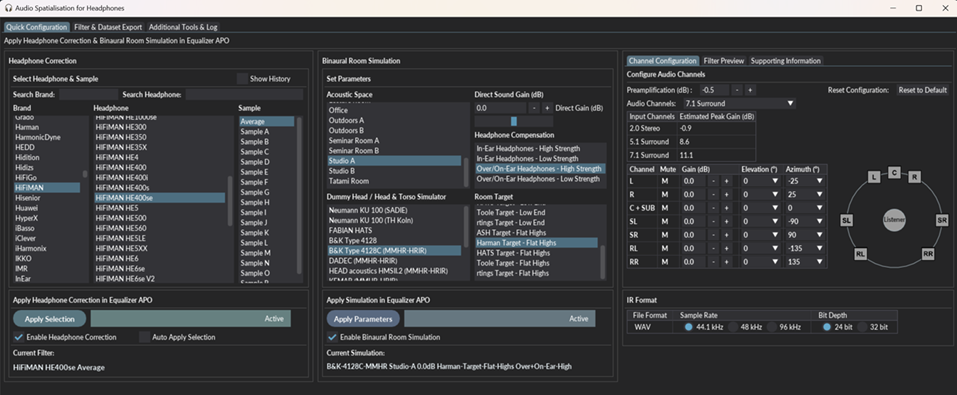 Audio Spatialisation for Headphones
Quick Configuration Filter & Dataset Export Additional Tools & Log
Apply Headphone Correction & Binaural Room Simulation in Equalizer APO
Headphone Correction
Select Headphone & Sample Show History
Search Brand: Search Headphone:
Brand Headphone Sample
Grado HiFiMAN HE1000se Average
Harman HiFiMAN HE300 Sample A
HarmonicDyne HiFiMAN HE350 Sample B
HEDD HiFiMAN HE35X Sample C
Hidition HiFiMAN HE4 Sample D
Hidizs HiFiMAN HE400 Sample E
HiFiGo HiFiMAN HE400i Sample F
HiFiMAN HiFiMAN HE400s Sample G
Hisenior HiFiMAN HE400se Sample H
Huawei HiFiMAN HE5 Sample I
HyperX HiFiMAN HE500 Sample J
iBasso HiFiMAN HE560 Sample K
iClever HiFiMAN HE5LE Sample L
iHarmonix HiFiMAN HE5XX Sample M
IKKO HiFiMAN HE6 Sample N
IMR HiFiMAN HE6se Sample O
InEar HiFiMAN HE6se V2
Apply Headphone Correction in Equalizer APO
Apply Selection Active
Enable Headphone Correction Auto Apply Selection
Current Filter:
HiFiMAN HE400se Average
Binaural Room Simulation
Set Parameters
Acoustic Space
Office
Outdoors A
Outdoors B
Seminar Room A
Seminar Room B
Studio A
Studio B
Tatami Room
Direct Sound Gain (dB)
0.0 - + Direct Gain (dB)
Headphone Compensation
In-Ear Headphones - High Strength
In-Ear Headphones - Low Strength
Over/On-Ear Headphones - High Strength
Over/On-Ear Headphones - Low Strength
Dummy Head / Head & Torso Simulator
Neumann KU 100 (SADIE)
Neumann KU 100 (TH Koln)
FABIAN HATS
B&K Type 4128
B&K Type 4128C (MMHR-HRIR)
DADEC (MMHR-HRIR)
HEAD acoustics HMSII.2 (MMHR-HRIR)
KEMAR (MMHR-HRIR)
Room Target
Toole Target - Low End
rtings Target - Low End
ASH Target - Flat Highs
Harman Target - Flat Highs
HATS Target - Flat Highs
Toole Target - Flat Highs
rtings Target - Flat Highs
Apply Simulation in Equalizer APO
Apply Parameters Active
Enable Binaural Room Simulation
Current Simulation:
B&K-4128C-MMHR Studio-A 0.0dB Harman-Target-Flat-Highs Over+On-Ear-High
Channel Configuration Filter Preview Supporting Information
Configure Audio Channels
Preamplification (dB) : -0.5 - + Reset Configuration: Reset to Default
Audio Channels: 7.1 Surround
Input Channels Estimated Peak Gain (dB)
2.0 Stereo -0.9
5.1 Surround 8.6
7.1 Surround 11.1
Channel Mute Gain (dB) Elevation (°) Azimuth (°)
L M 0.0 - + 0 -25
R M 0.0 - + 0 25
C + SUB M 0.0 - + 0 0
SL M 0.0 - + 0 -90
SR M 0.0 - + 0 90
RL M 0.0 - + 0 -135
RR M 0.0 - + 0 135
L C R
SL Listener SR
RL RR
IR Format
File Format Sample Rate Bit Depth
WAV 44.1 kHz 48 kHz 96 kHz 24 bit 32 bit